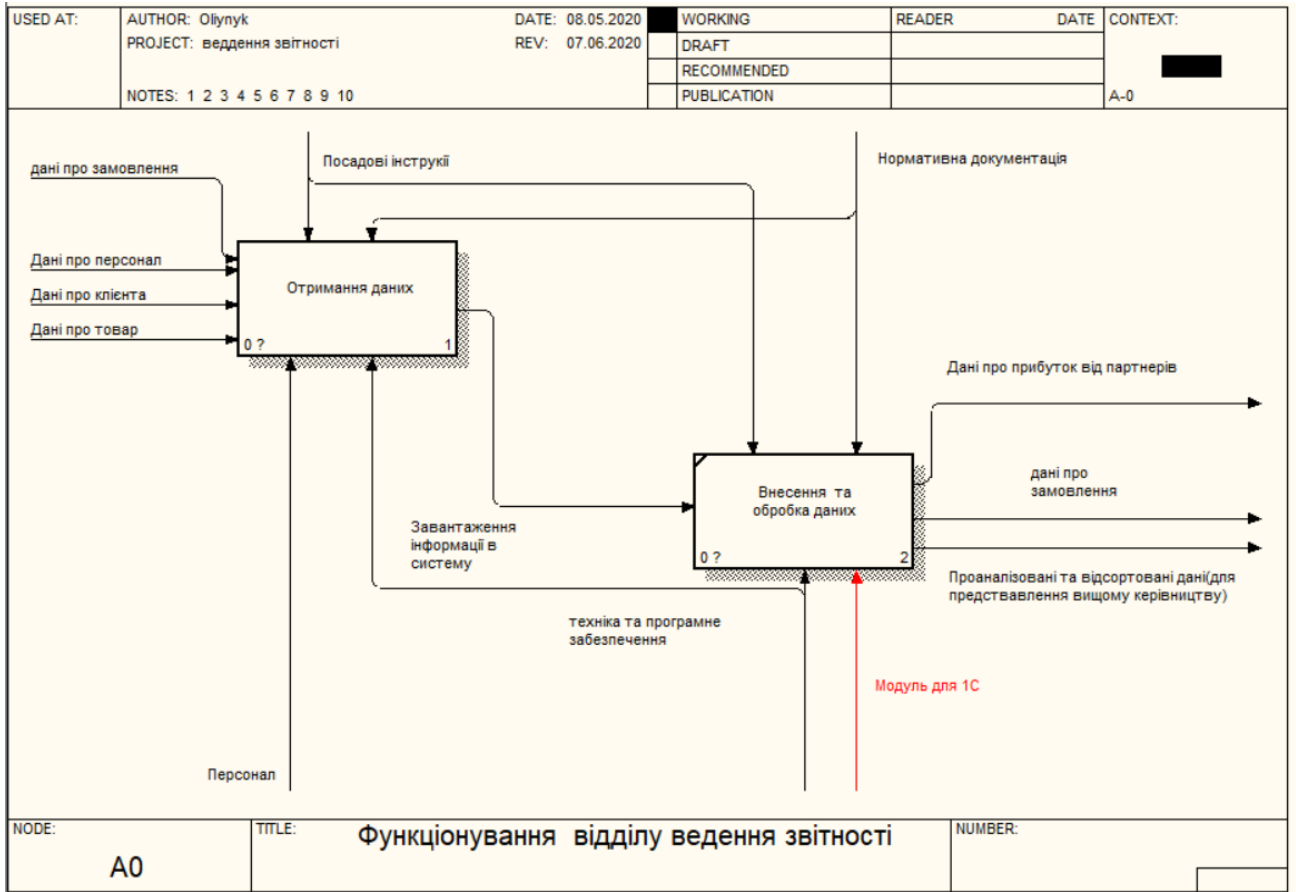 USED AT:
AUTHOR: Oliynyk
DATE: 08.05.2020
PROJECT: веддення звітності
REV: 07.06.2020
NOTES: 1 2 3 4 5 6 7 8 9 10
WORKING
DRAFT
RECOMMENDED
PUBLICATION
READER
DATE
CONTEXT:
A-0
дані про замовлення
Посадові інструкії
Нормативна документація
Дані про персонал
Дані про клієнта
Дані про товар
Отримання даних
0 ?
1
Дані про прибуток від партнерів
Внесення та
обробка даних
0 ?
2
дані про
замовлення
Завантаження
інформації в
систему
Проаналізовані та відсортовані дані(для
предствавлення вищому керівництву)
техніка та програмне
забезпечення
Модуль для 1С
Персонал
NODE:
A0
TITLE:
Функціонування відділу ведення звітності
NUMBER: